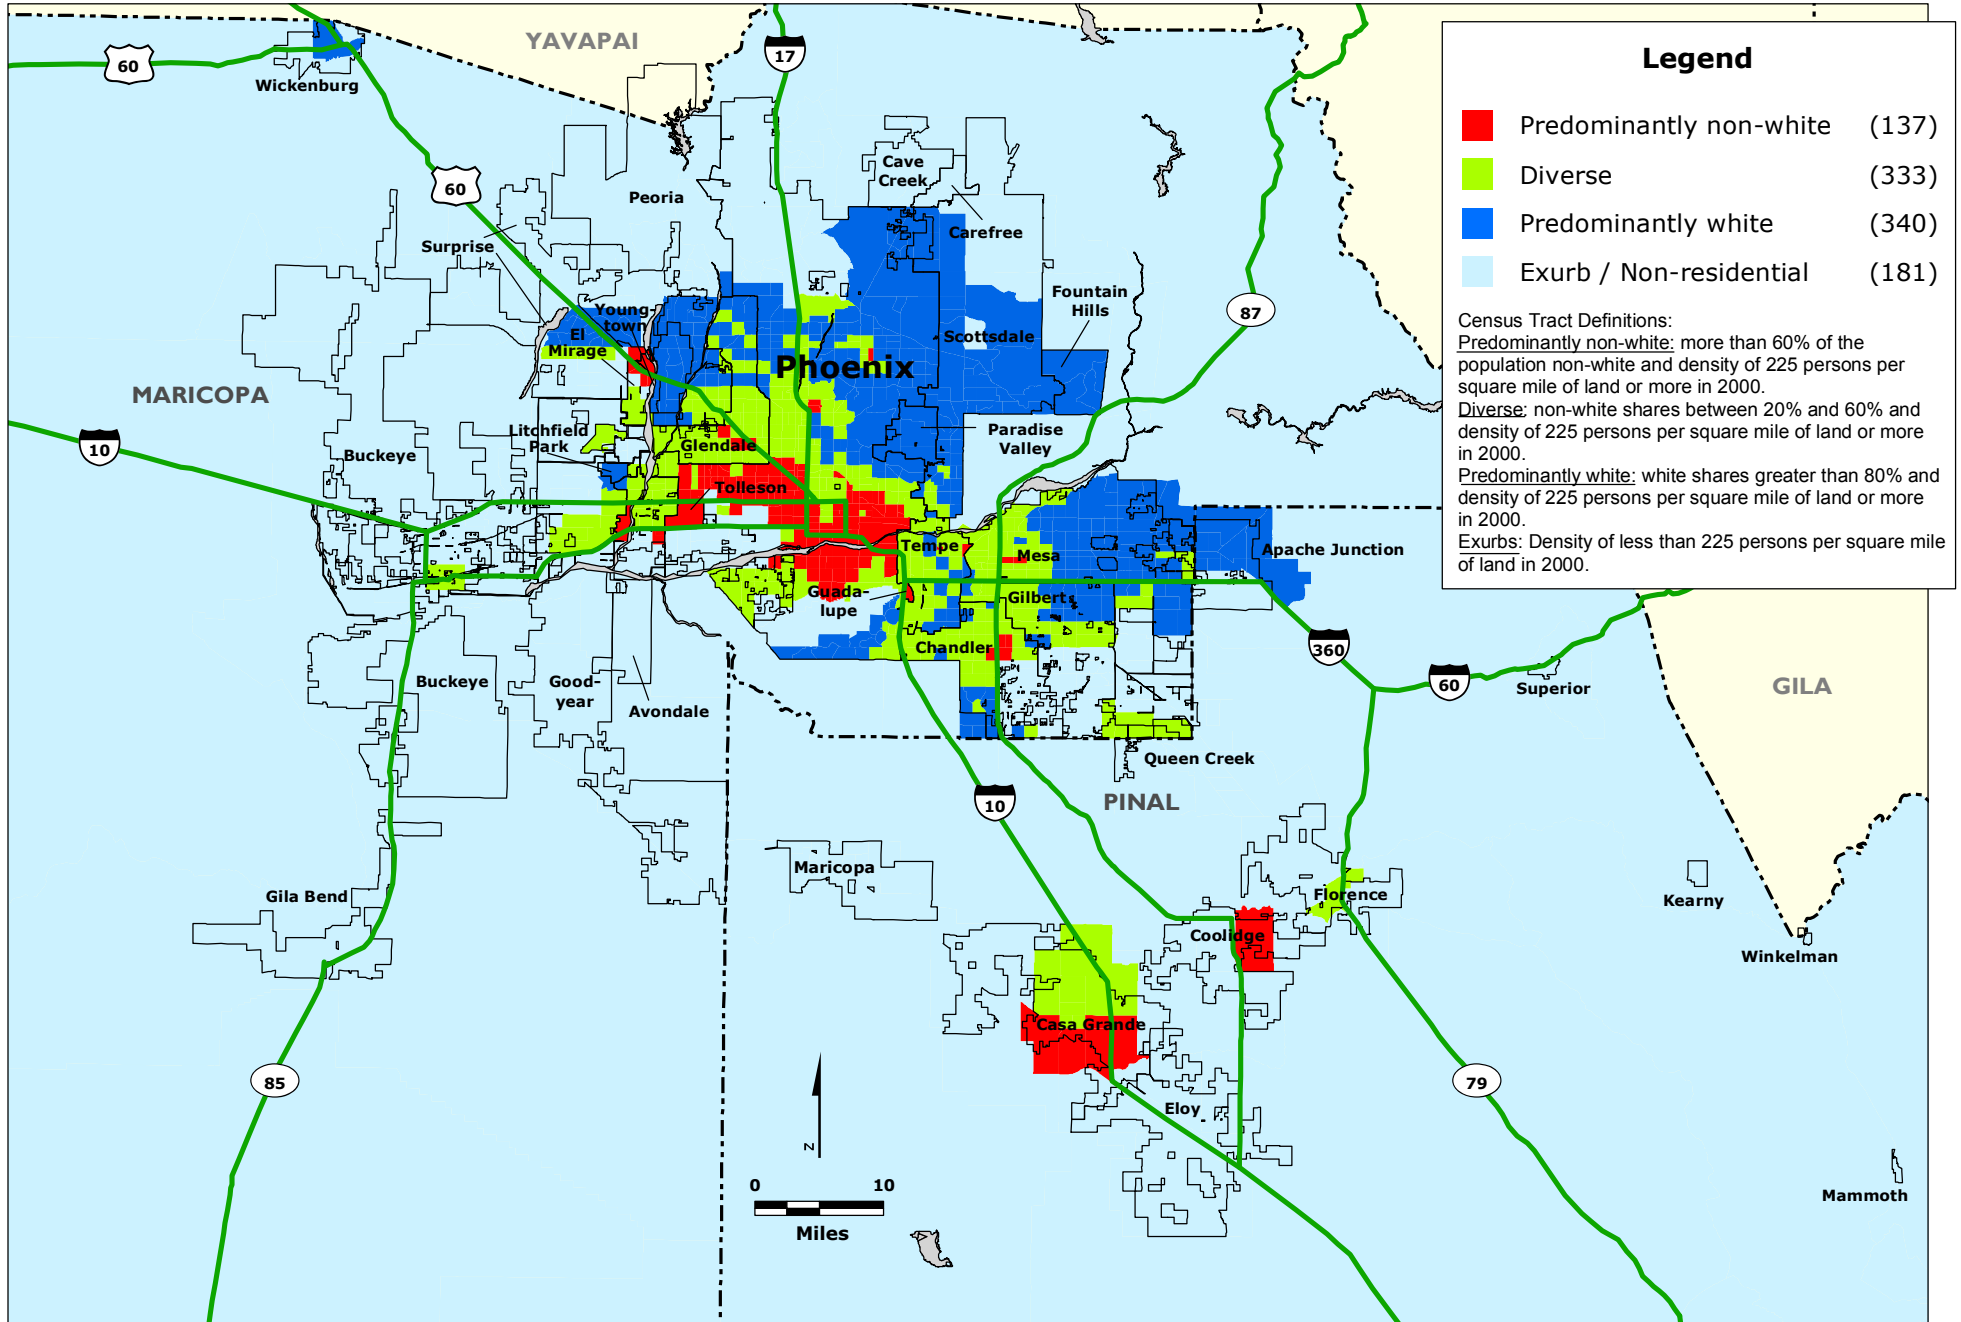 YAVAPAI
60
Wickenburg
17
Legend
Predominantly non-white (137)
Diverse (333)
Predominantly white (340)
Exurb / Non-residential (181)
Census Tract Definitions:
Predominantly non-white: more than 60% of the
population non-white and density of 225 persons per
square mile of land or more in 2000.
Diverse: non-white shares between 20% and 60% and
density of 225 persons per square mile of land or more
in 2000.
Predominantly white: white shares greater than 80% and
density of 225 persons per square mile of land or more
in 2000.
Exurbs: Density of less than 225 persons per square mile
of land in 2000.
Cave
Creek
60
Peoria
Carefree
Surprise
Fountain
Hills
Young-
town
87
El
Mirage
Scottsdale
Phoenix
MARICOPA
Litchfield
Park
Paradise
Valley
10
Buckeye
Glendale
Tolleson
Tempe
Mesa
Apache Junction
Guada-
lupe
Gilbert
Chandler
360
60
Superior
GILA
Buckeye
Good-
year
Avondale
Queen Creek
10
PINAL
Maricopa
Gila Bend
Florence
Kearny
Coolidge
Winkelman
Casa Grande
85
79
Eloy
N
0 10
Miles
Mammoth